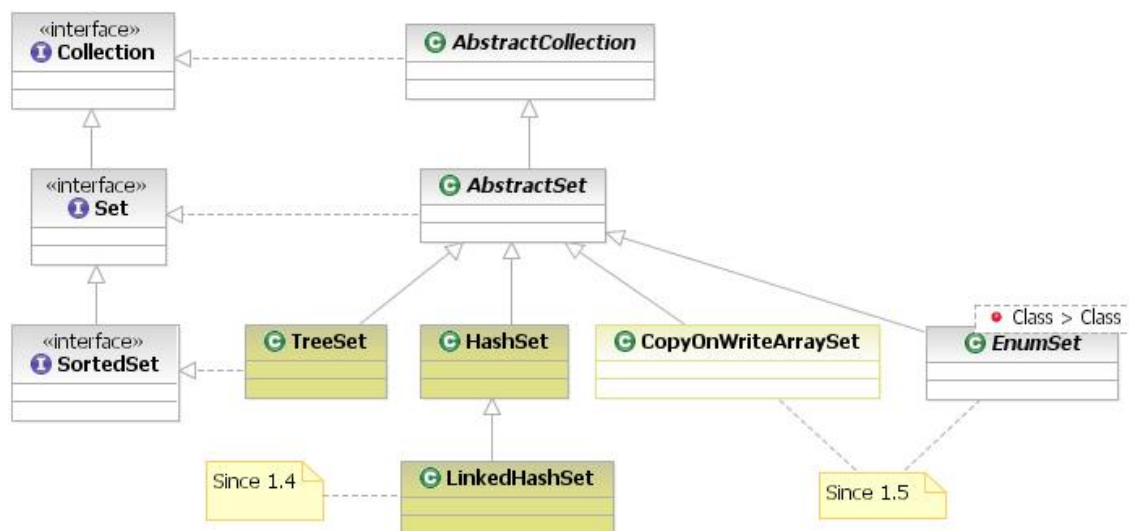 «interface»
I Collection
C AbstractCollection
«interface»
I Set
C AbstractSet
«interface»
I SortedSet
C TreeSet
C HashSet
C CopyOnWriteArraySet
Class > Class
C EnumSet
Since 1.4
C LinkedHashSet
Since 1.5